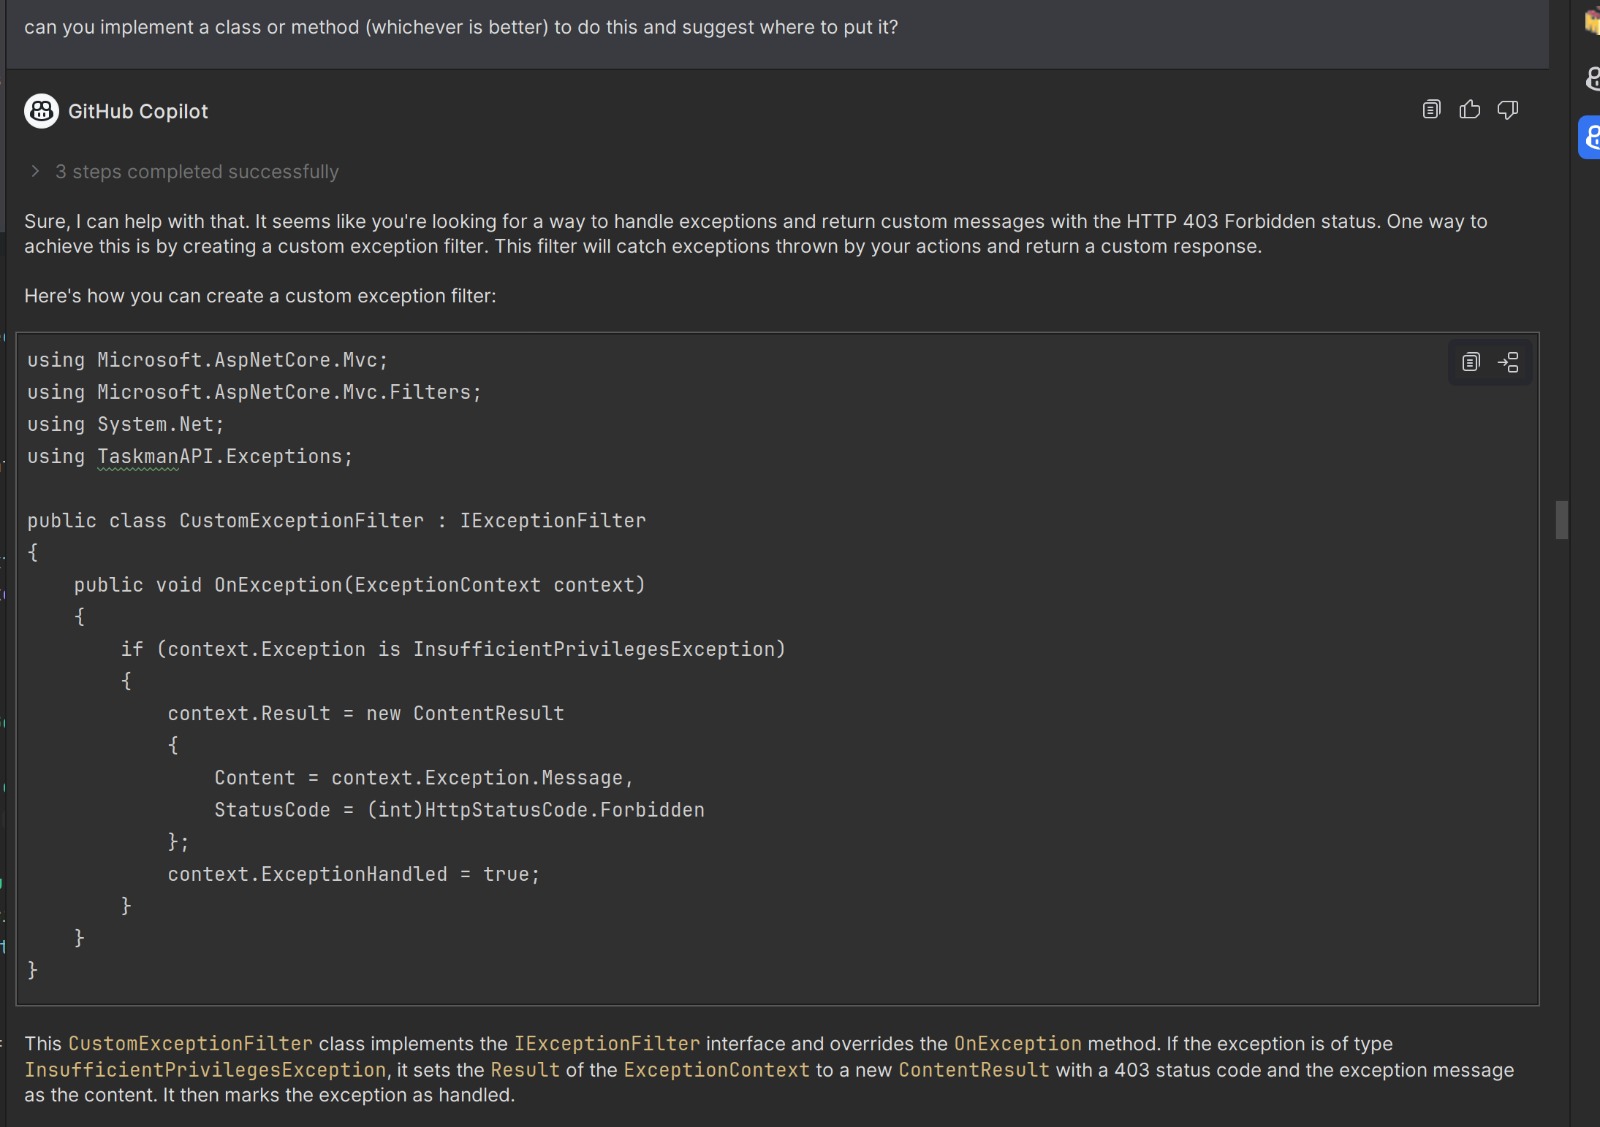 can you implement a class or method (whichever is better) to do this and suggest where to put it?
GitHub Copilot
3 steps completed successfully
Sure, I can help with that. It seems like you're looking for a way to handle exceptions and return custom messages with the HTTP 403 Forbidden status. One way to
achieve this is by creating a custom exception filter. This filter will catch exceptions thrown by your actions and return a custom response.
Here's how you can create a custom exception filter:
using Microsoft.AspNetCore.Mvc;
using Microsoft.AspNetCore.Mvc.Filters;
using System.Net;
using TaskmanAPI.Exceptions;
public class CustomExceptionFilter : IExceptionFilter
{
    public void OnException(ExceptionContext context)
    {
        if (context.Exception is InsufficientPrivilegesException)
        {
            context.Result = new ContentResult
            {
                Content = context.Exception.Message,
                StatusCode = (int)HttpStatusCode.Forbidden
            };
            context.ExceptionHandled = true;
        }
    }
}
This CustomExceptionFilter class implements the IExceptionFilter interface and overrides the OnException method. If the exception is of type
InsufficientPrivilegesException, it sets the Result of the ExceptionContext to a new ContentResult with a 403 status code and the exception message
as the content. It then marks the exception as handled.